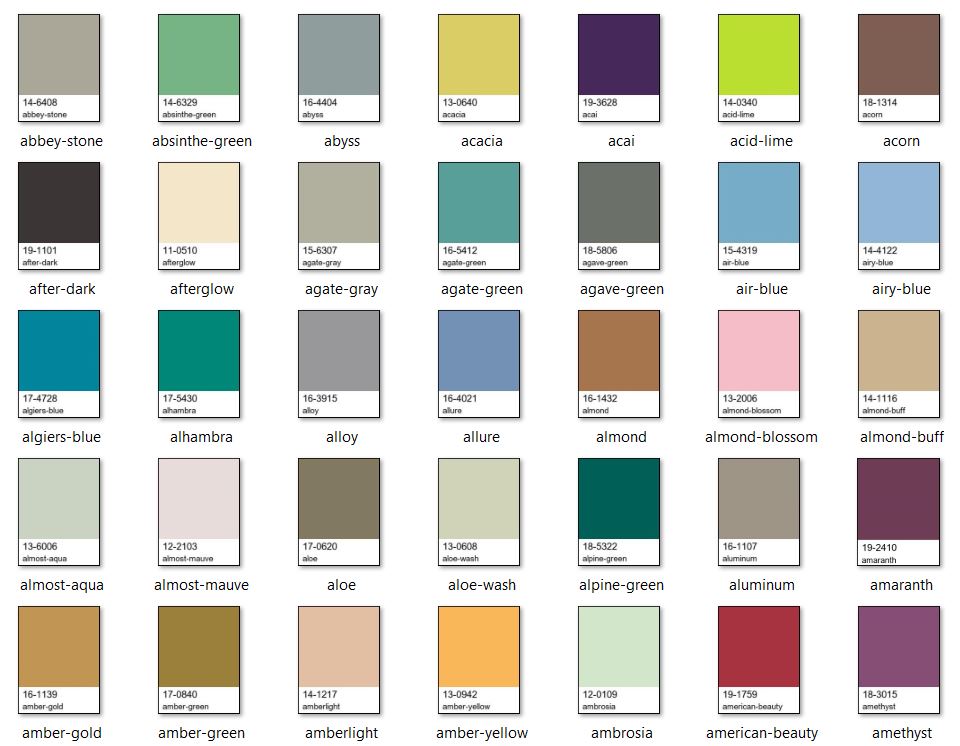 14-6408
abbey-stone
abbey-stone
14-6329
absinthe-green
absinthe-green
16-4404
abyss
abyss
13-0640
acacia
acacia
19-3628
acai
acai
14-0340
acid-lime
acid-lime
18-1314
acorn
acorn
19-1101
after-dark
after-dark
11-0510
afterglow
afterglow
15-6307
agate-gray
agate-gray
16-5412
agate-green
agate-green
18-5806
agave-green
agave-green
15-4319
air-blue
air-blue
14-4122
airy-blue
airy-blue
17-4728
algiers-blue
algiers-blue
17-5430
alhambra
alhambra
16-3915
alloy
alloy
16-4021
allure
allure
16-1432
almond
almond
13-2006
almond-blossom
almond-blossom
14-1116
almond-buff
almond-buff
13-6006
almost-aqua
almost-aqua
12-2103
almost-mauve
almost-mauve
17-0620
aloe
aloe
13-0608
aloe-wash
aloe-wash
18-5322
alpine-green
alpine-green
16-1107
aluminum
aluminum
19-2410
amaranth
amaranth
16-1139
amber-gold
amber-gold
17-0840
amber-green
amber-green
14-1217
amberlight
amberlight
13-0942
amber-yellow
amber-yellow
12-0109
ambrosia
ambrosia
19-1759
american-beauty
american-beauty
18-3015
amethyst
amethyst